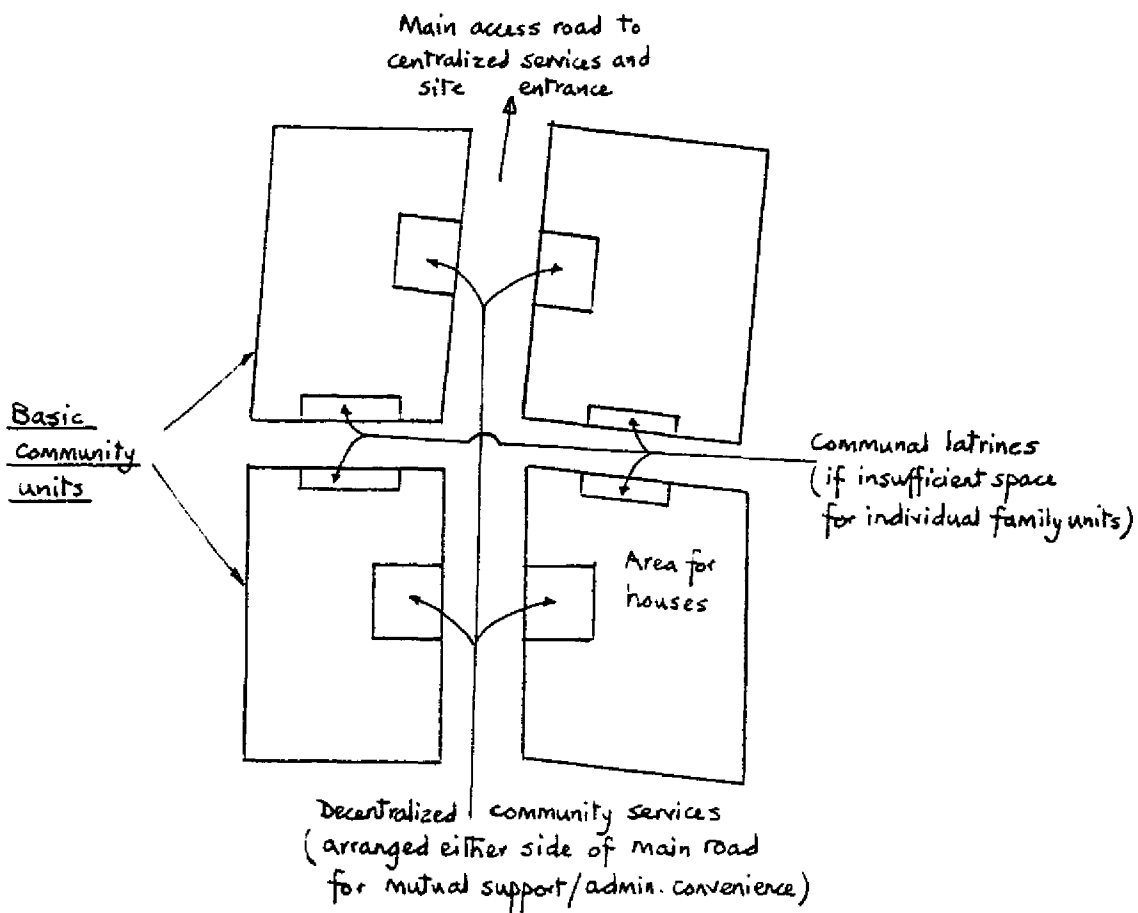 Main access road to
centralized services and
site entrance
Basic
community
units
Communal latrines
(if insufficient space
for individual family units)
Area for
houses
Decentralized community services
(arranged either side of main road
for mutual support/admin. convenience)